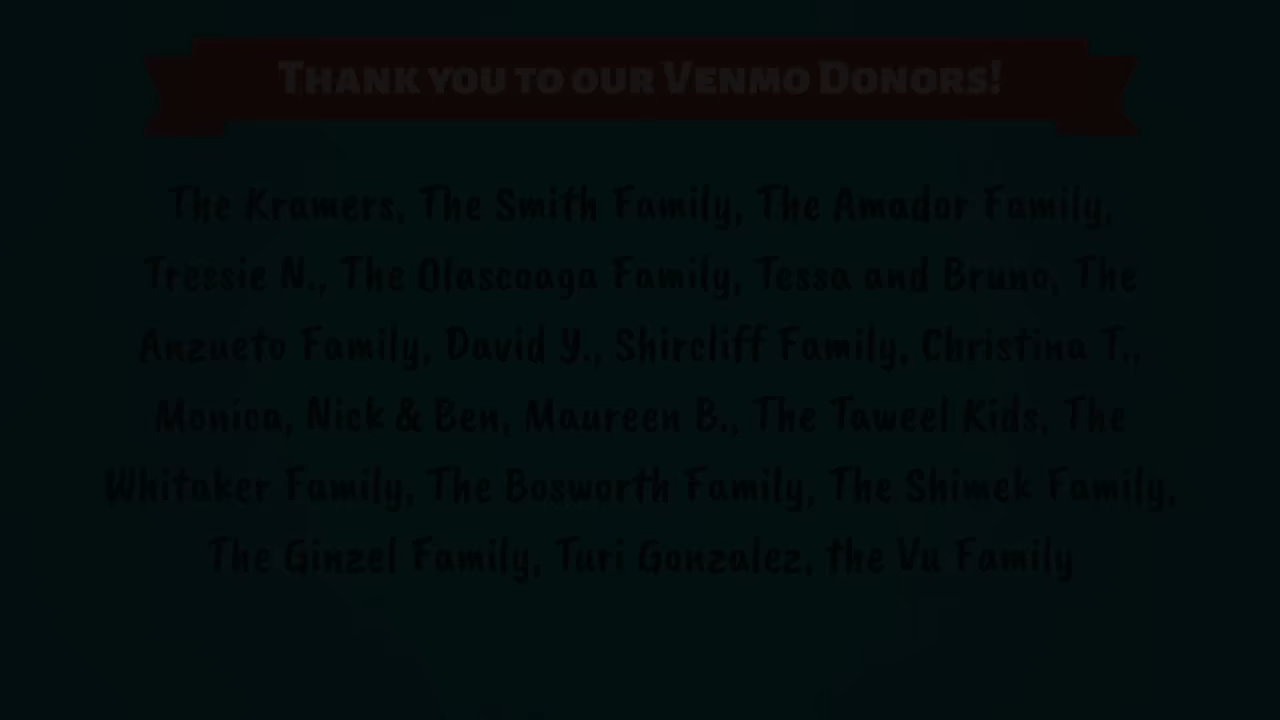 Thank you to our Venmo Donors!
The Kramers, The Smith Family, The Amador Family,
Tressie N., The Olascoaga Family, Tessa and Bruno, The
Anzueto Family, David Y., Shircliff Family, Christina T.,
Monica, Nick & Ben, Maureen B., The Taweel Kids, The
Whitaker Family, The Bosworth Family, The Shimek Family,
The Ginzel Family, Turi Gonzalez, the Vu Family